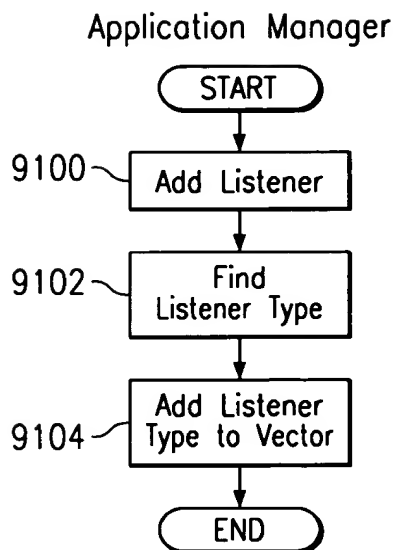 Application Manager
START
9100
Add Listener
9102
Find
Listener Type
9104
Add Listener
Type to Vector
END